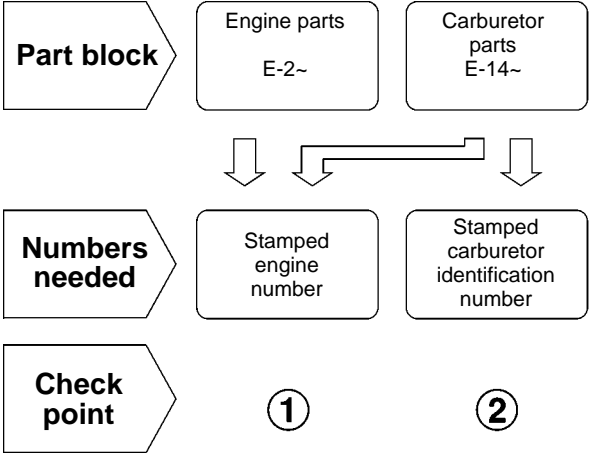 Part block
Engine parts
E-2~
Carburetor
parts
E-14~
Numbers
needed
Stamped
engine
number
Stamped
carburetor
identification
number
Check
point
①
②